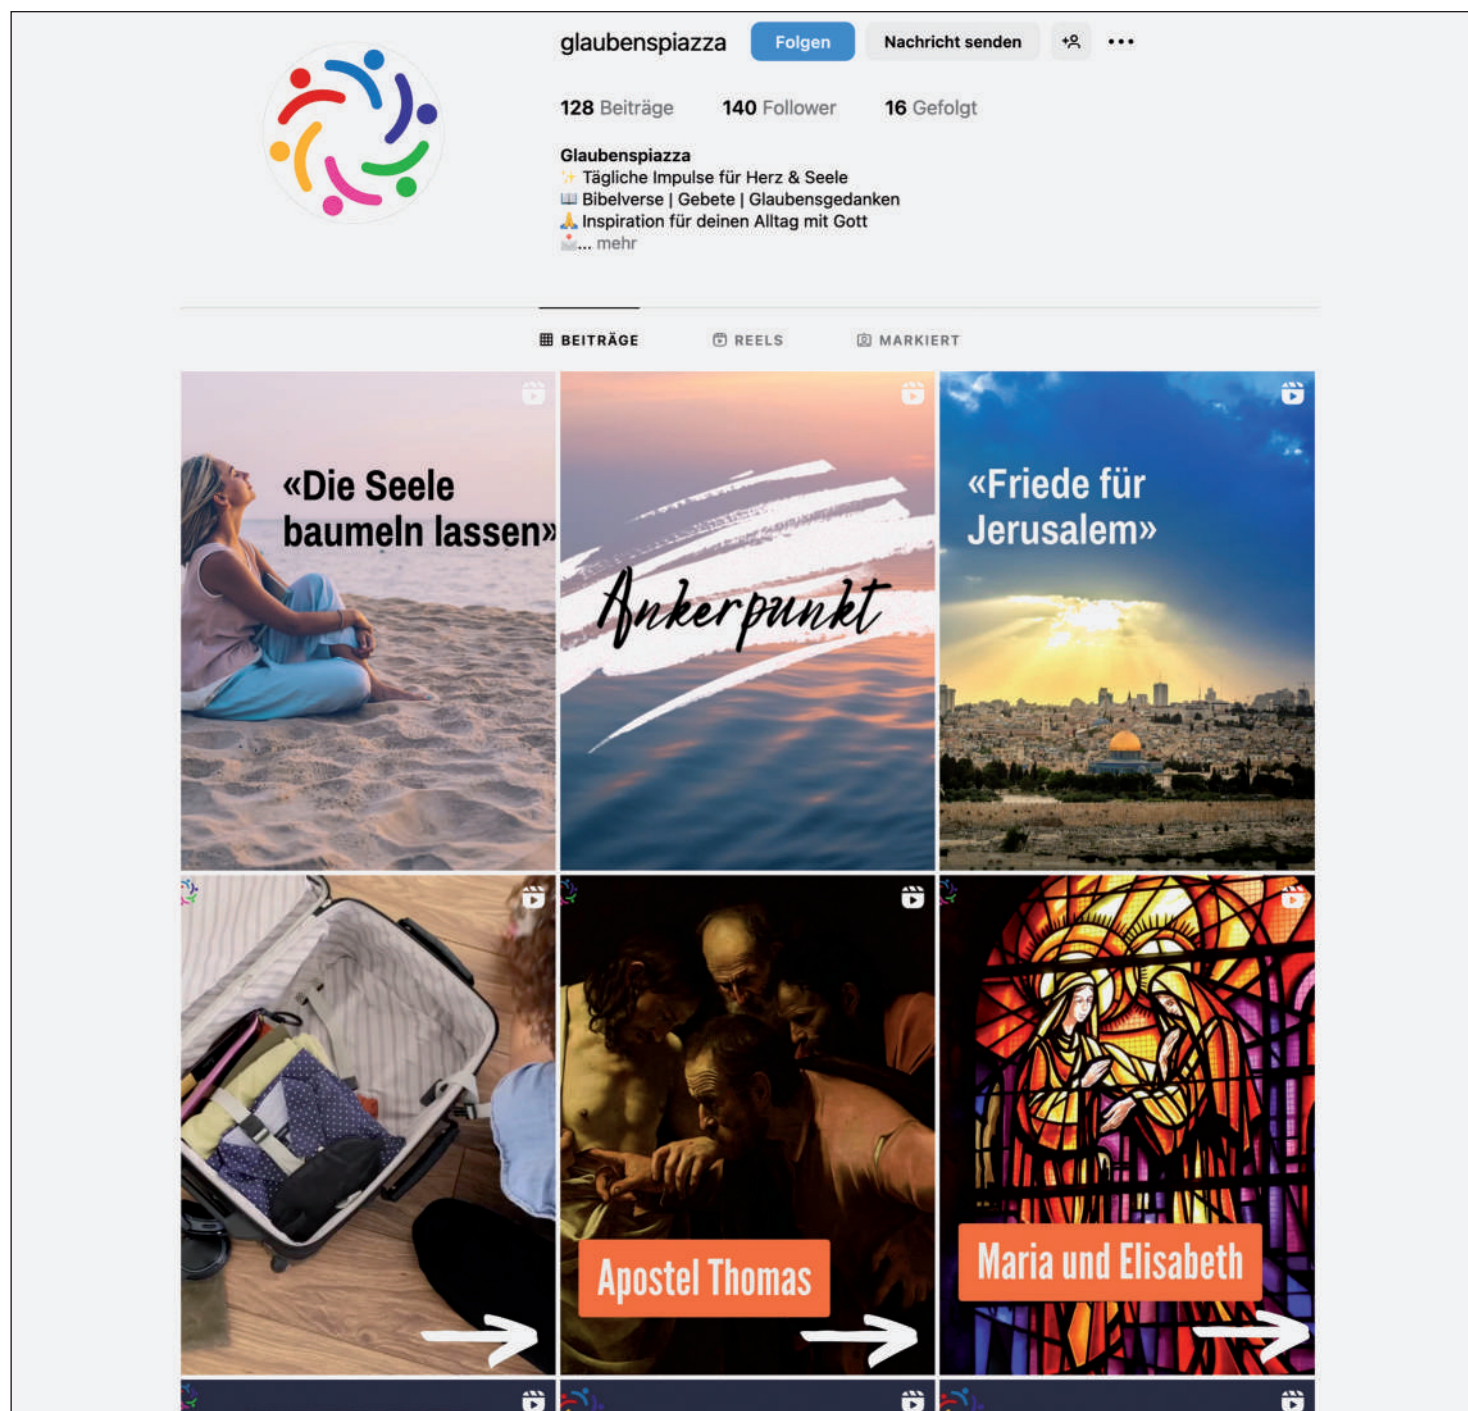 glaubenspiazza Folgen Nachricht senden
128 Beiträge 140 Follower 16 Gefolgt
Glaubenspiazza
✨ Tägliche Impulse für Herz & Seele
📖 Bibelverse | Gebete | Glaubensgedanken
🙏 Inspiration für deinen Alltag mit Gott
📩... mehr
BEITRÄGE REELS MARKIERT
«Die Seele
baumeln lassen»
Ankerpunkt
«Friede für
Jerusalem»
Apostel Thomas
Maria und Elisabeth